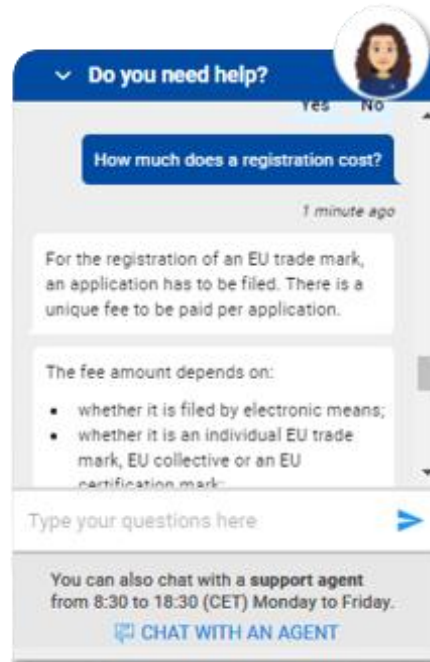 Do you need help?
Yes No
How much does a registration cost?
1 minute ago
For the registration of an EU trade mark,
an application has to be filed. There is a
unique fee to be paid per application.
The fee amount depends on:
• whether it is filed by electronic means;
• whether it is an individual EU trade
mark, EU collective or an EU
certification mark;
Type your questions here
You can also chat with a support agent
from 8:30 to 18:30 (CET) Monday to Friday.
CHAT WITH AN AGENT